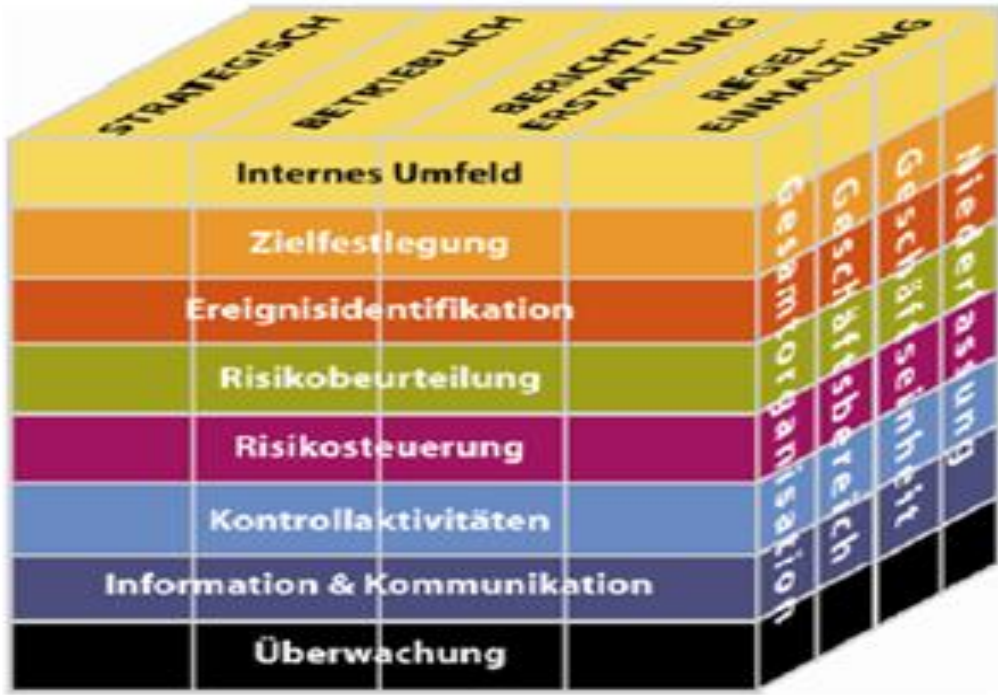 STRATEGISCH
BETRIEBLICH
BERICHT-
ERSTATTUNG
REGEL-
EINHALTUNG
Internes Umfeld
Zielfestlegung
Ereignisidentifikation
Risikobeurteilung
Risikosteuerung
Kontrollaktivitäten
Information & Kommunikation
Überwachung
Gesamtorganisation
Geschäftsbereich
Geschäftseinheit
Niederlassung